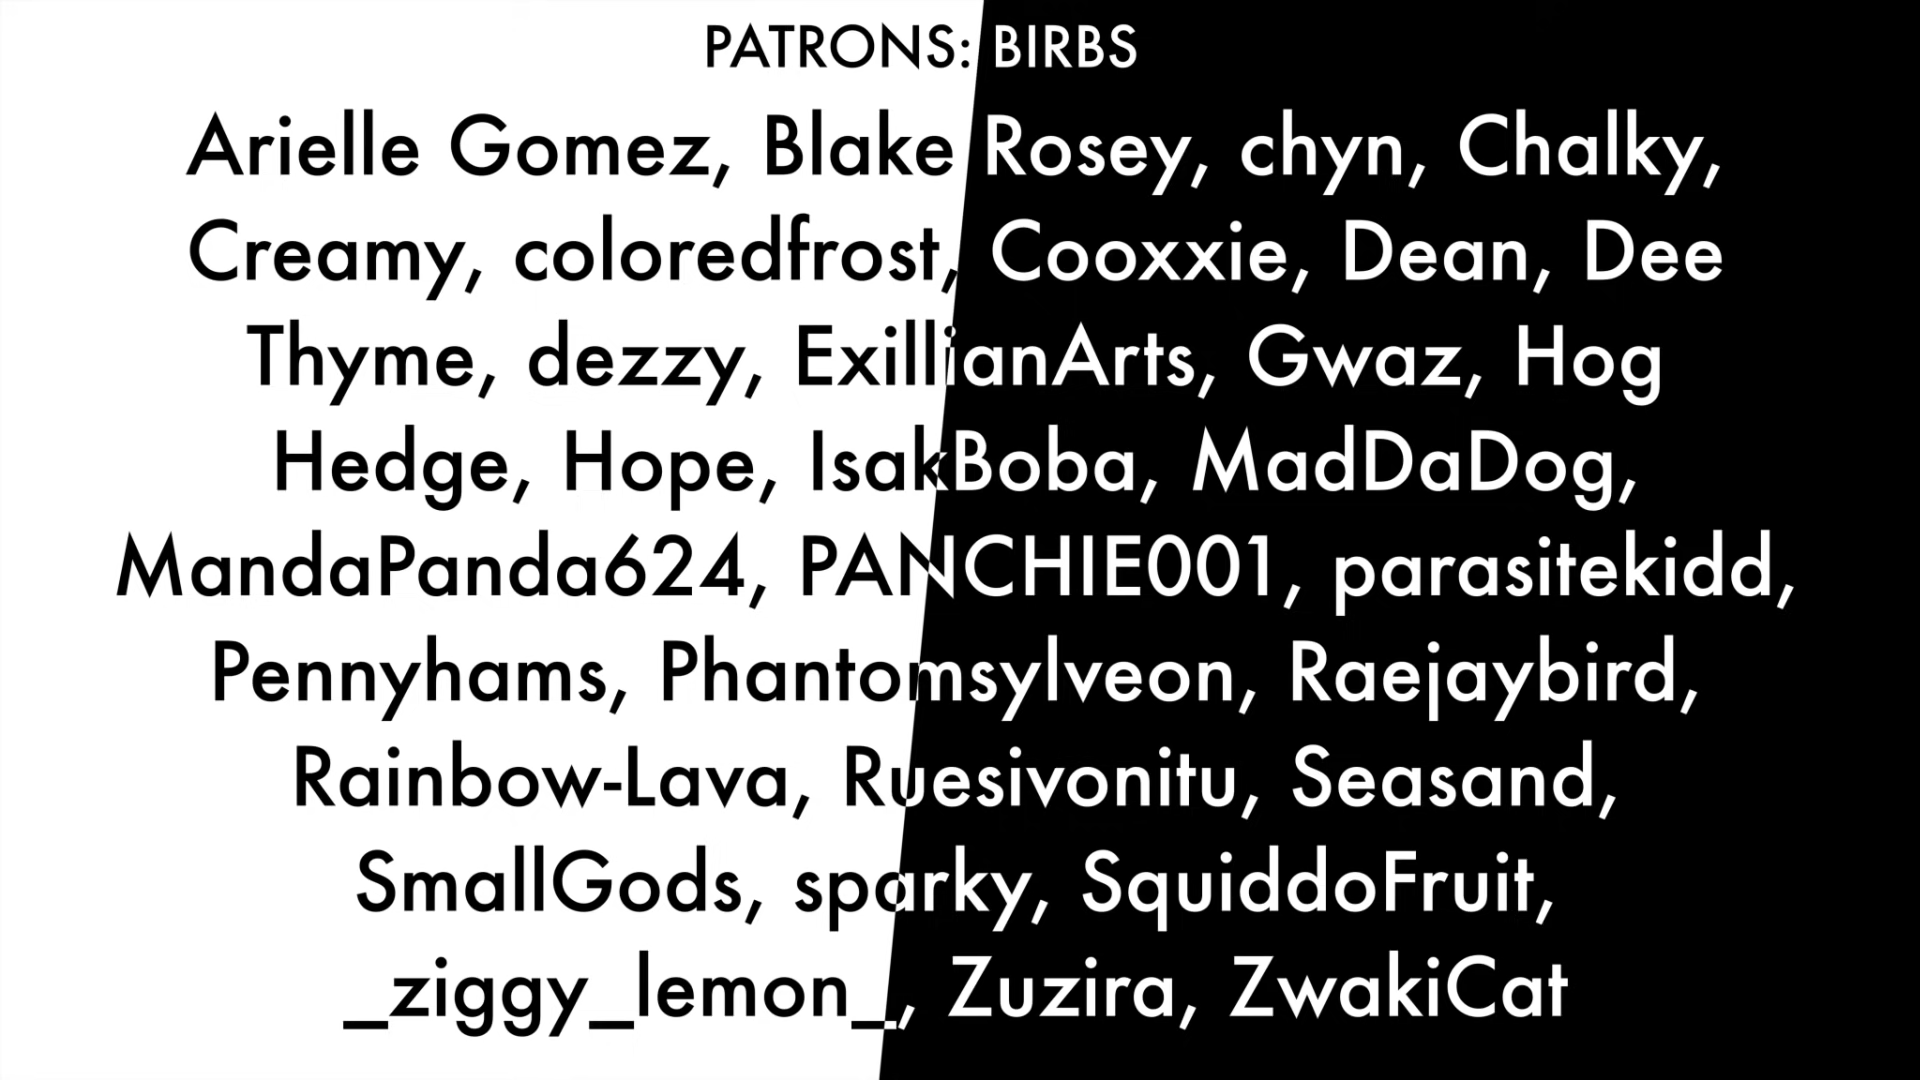 PATRONS: BIRBS
Arielle Gomez, Blake Rosey, chyn, Chalky,
Creamy, coloredfrost, Cooxxie, Dean, Dee
Thyme, dezzy, ExillianArts, Gwaz, Hog
Hedge, Hope, IsakBoba, MadDaDog,
MandaPanda624, PANCHIE001, parasitekidd,
Pennyhams, Phantomsylveon, Raejaybird,
Rainbow-Lava, Ruesivonitu, Seasand,
SmallGods, sparky, SquiddoFruit,
_ziggy_lemon_, Zuzira, ZwakiCat